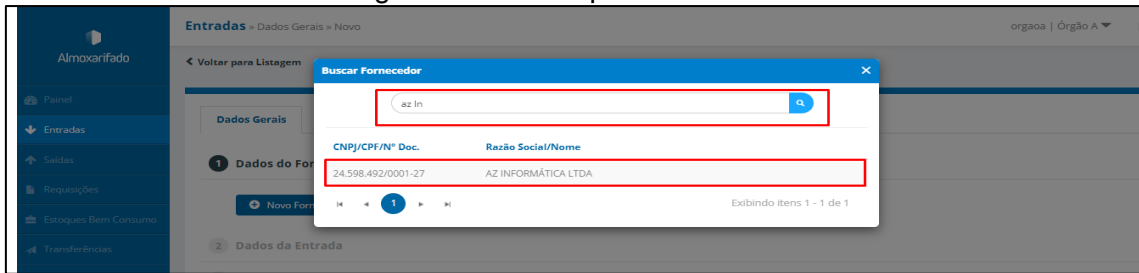 Entradas » Dados Gerais » Novo
orgaoa | Órgão A
Almoxarifado
Voltar para Listagem
Buscar Fornecedor
×
az In
Painel
Dados Gerais
Entradas
CNPJ/CPF/Nº Doc. Razão Social/Nome
Saídas
1 Dados do For
24.598.492/0001-27 AZ INFORMÁTICA LTDA
Requisições
Novo Forn
1
Exibindo itens 1 - 1 de 1
Estoques Bem Consumo
2 Dados da Entrada
Transferências